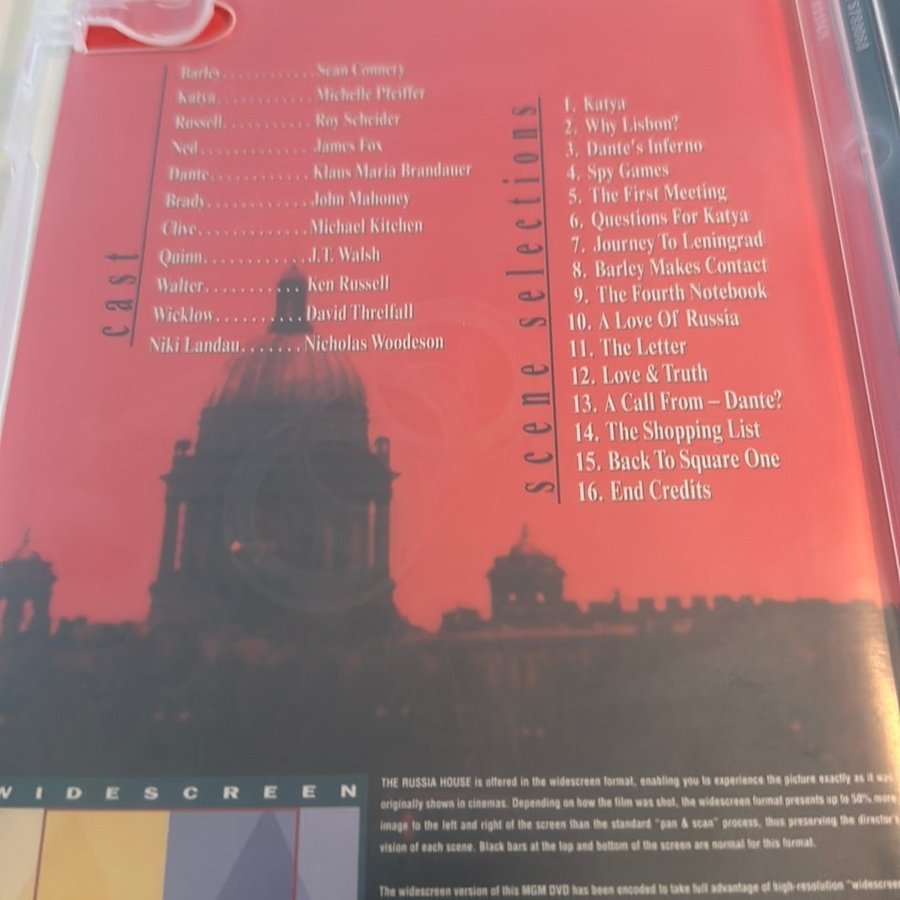 cast
Barley............Sean Connery
Katya............Michelle Pfeiffer
Russell...........Roy Scheider
Ned.............James Fox
Dante............Klaus Maria Brandauer
Brady............John Mahoney
Clive.............Michael Kitchen
Quinn............J.T. Walsh
Walter...........Ken Russell
Wicklow..........David Threlfall
Niki Landau.......Nicholas Woodeson
scene selections
1. Katya
2. Why Lisbon?
3. Dante's Inferno
4. Spy Games
5. The First Meeting
6. Questions For Katya
7. Journey To Leningrad
8. Barley Makes Contact
9. The Fourth Notebook
10. A Love Of Russia
11. The Letter
12. Love & Truth
13. A Call From – Dante?
14. The Shopping List
15. Back To Square One
16. End Credits
WIDESCREEN
THE RUSSIA HOUSE is offered in the widescreen format, enabling you to experience the picture exactly as it was
originally shown in cinemas. Depending on how the film was shot, the widescreen format presents up to 50% more
image to the left and right of the screen than the standard "pan & scan" process, thus preserving the director's
vision of each scene. Black bars at the top and bottom of the screen are normal for this format.
The widescreen version of this MGM DVD has been encoded to take full advantage of high-resolution "widescreen